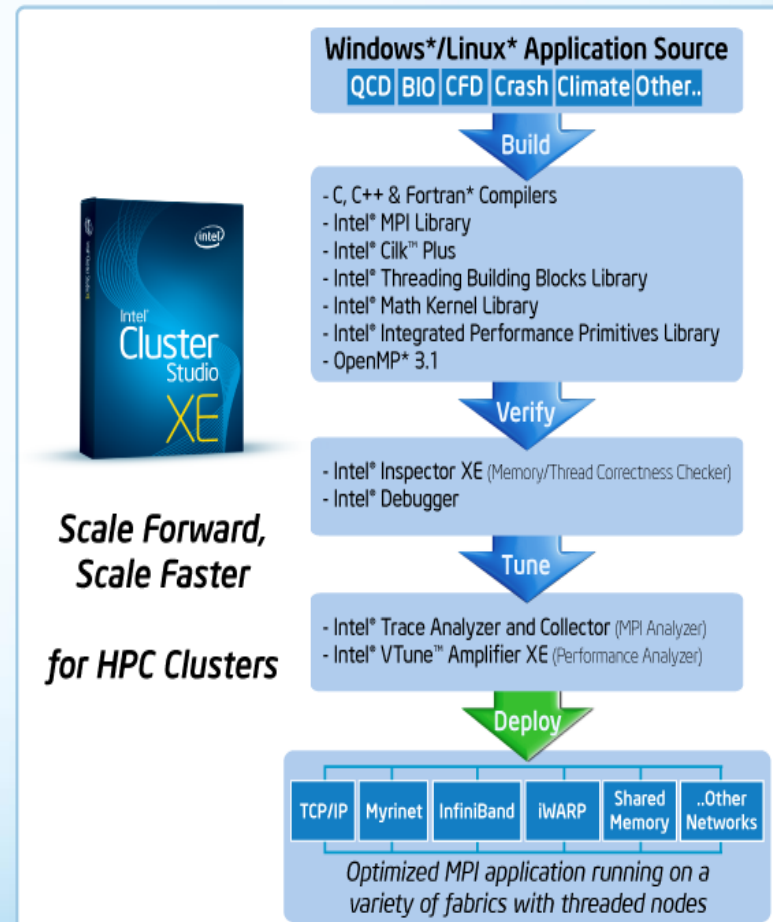 Windows*/Linux* Application Source
QCD BIO CFD Crash Climate Other..
Build
- C, C++ & Fortran* Compilers
- Intel® MPI Library
- Intel® Cilk™ Plus
- Intel® Threading Building Blocks Library
- Intel® Math Kernel Library
- Intel® Integrated Performance Primitives Library
- OpenMP* 3.1
Verify
- Intel® Inspector XE (Memory/Thread Correctness Checker)
- Intel® Debugger
Tune
- Intel® Trace Analyzer and Collector (MPI Analyzer)
- Intel® VTune™ Amplifier XE (Performance Analyzer)
Deploy
TCP/IP Myrinet InfiniBand iWARP Shared Memory ..Other Networks
Optimized MPI application running on a
variety of fabrics with threaded nodes
intel
Intel®
Cluster
Studio
XE
Scale Forward,
Scale Faster
for HPC Clusters